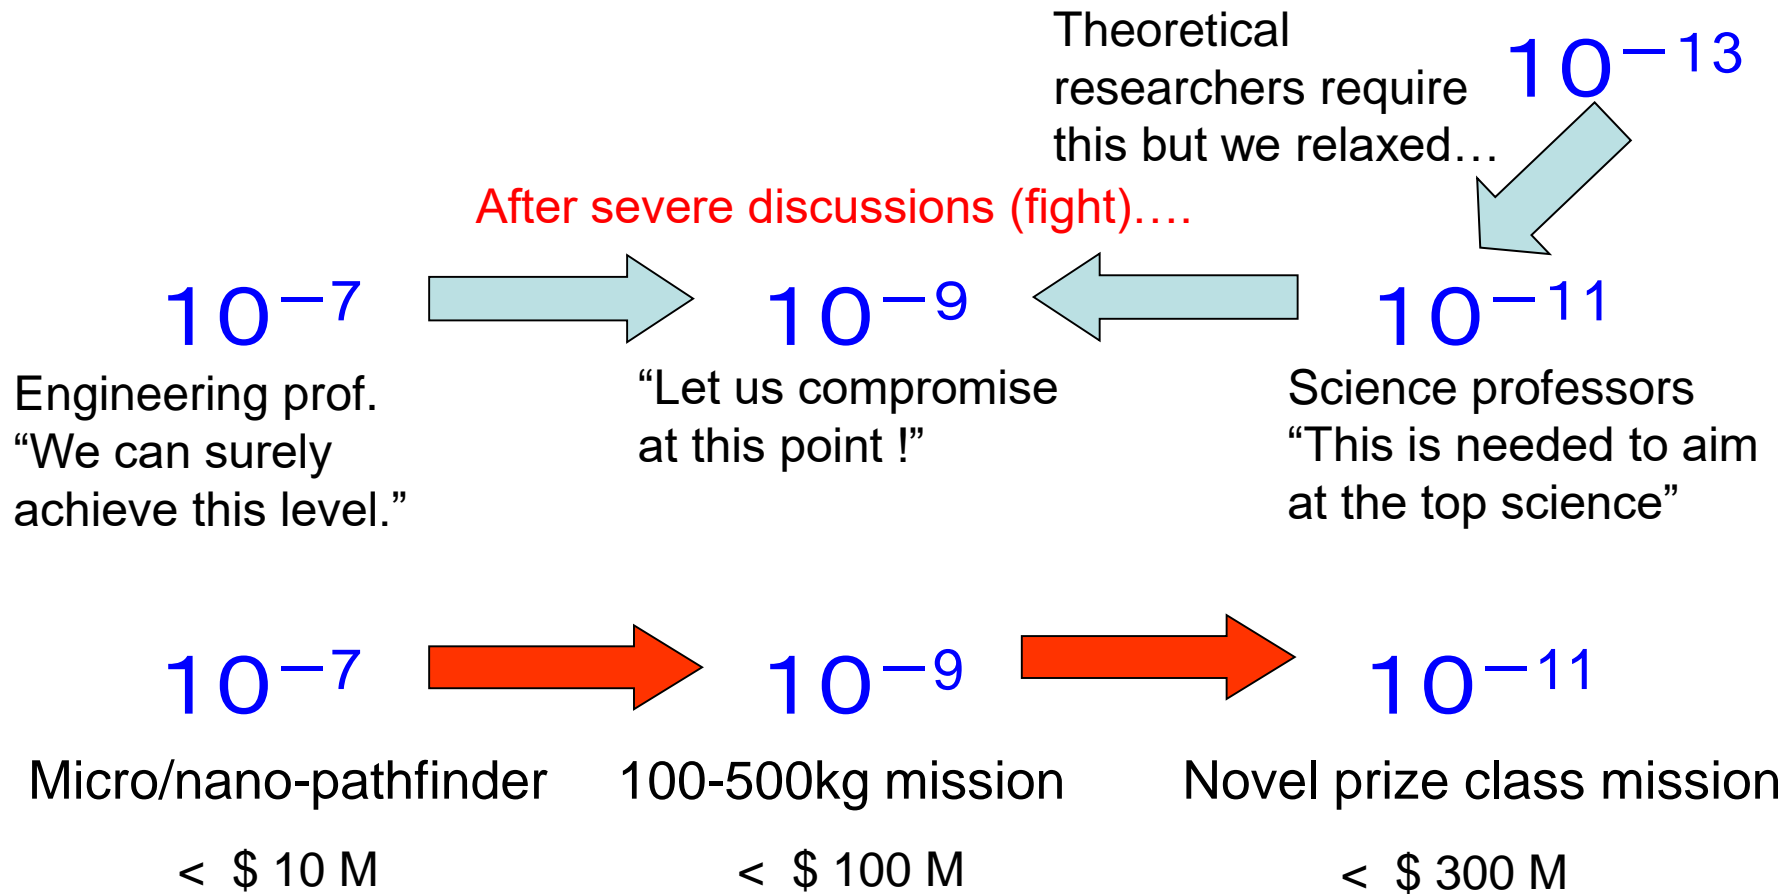 Theoretical
researchers require
this but we relaxed…
10⁻¹³
After severe discussions (fight)….
10⁻⁷
10⁻⁹
10⁻¹¹
Engineering prof.
“We can surely
achieve this level.”
“Let us compromise
at this point !”
Science professors
“This is needed to aim
at the top science”
10⁻⁷
10⁻⁹
10⁻¹¹
Micro/nano-pathfinder
100-500kg mission
Novel prize class mission
< $ 10 M
< $ 100 M
< $ 300 M